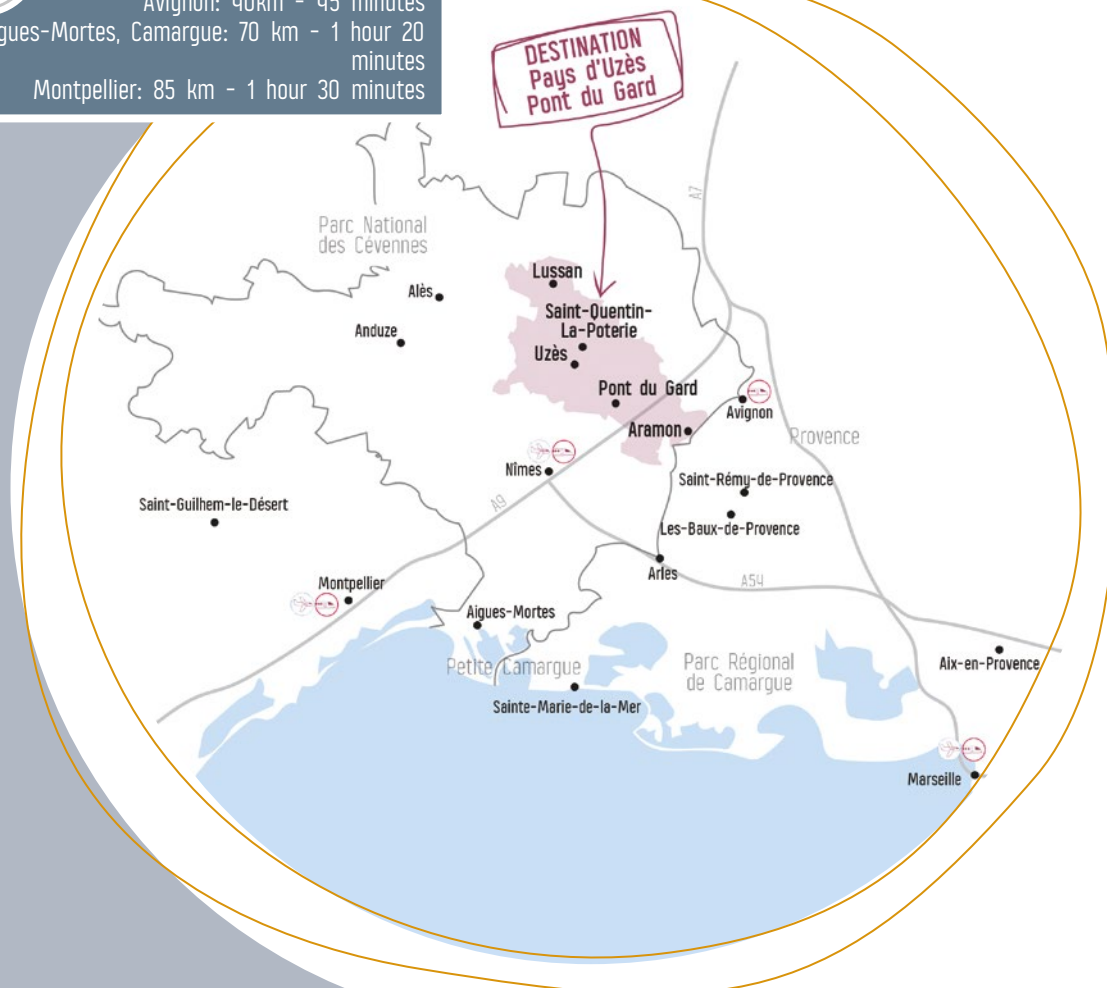 Avignon: 40km - 45 minutes
gues-Mortes, Camargue: 70 km - 1 hour 20
minutes
Montpellier: 85 km - 1 hour 30 minutes
DESTINATION
Pays d'Uzès
Pont du Gard
A7
Parc National
des Cévennes
Lussan
Alès
Saint-Quentin-
La-Poterie
Anduze
Uzès
Pont du Gard
Avignon
Aramon
Provence
Nîmes
Saint-Rémy-de-Provence
A9
Saint-Guilhem-le-Désert
Les-Baux-de-Provence
Arles
A54
Montpellier
Aigues-Mortes
Petite Camargue
Parc Régional
de Camargue
Aix-en-Provence
Sainte-Marie-de-la-Mer
Marseille